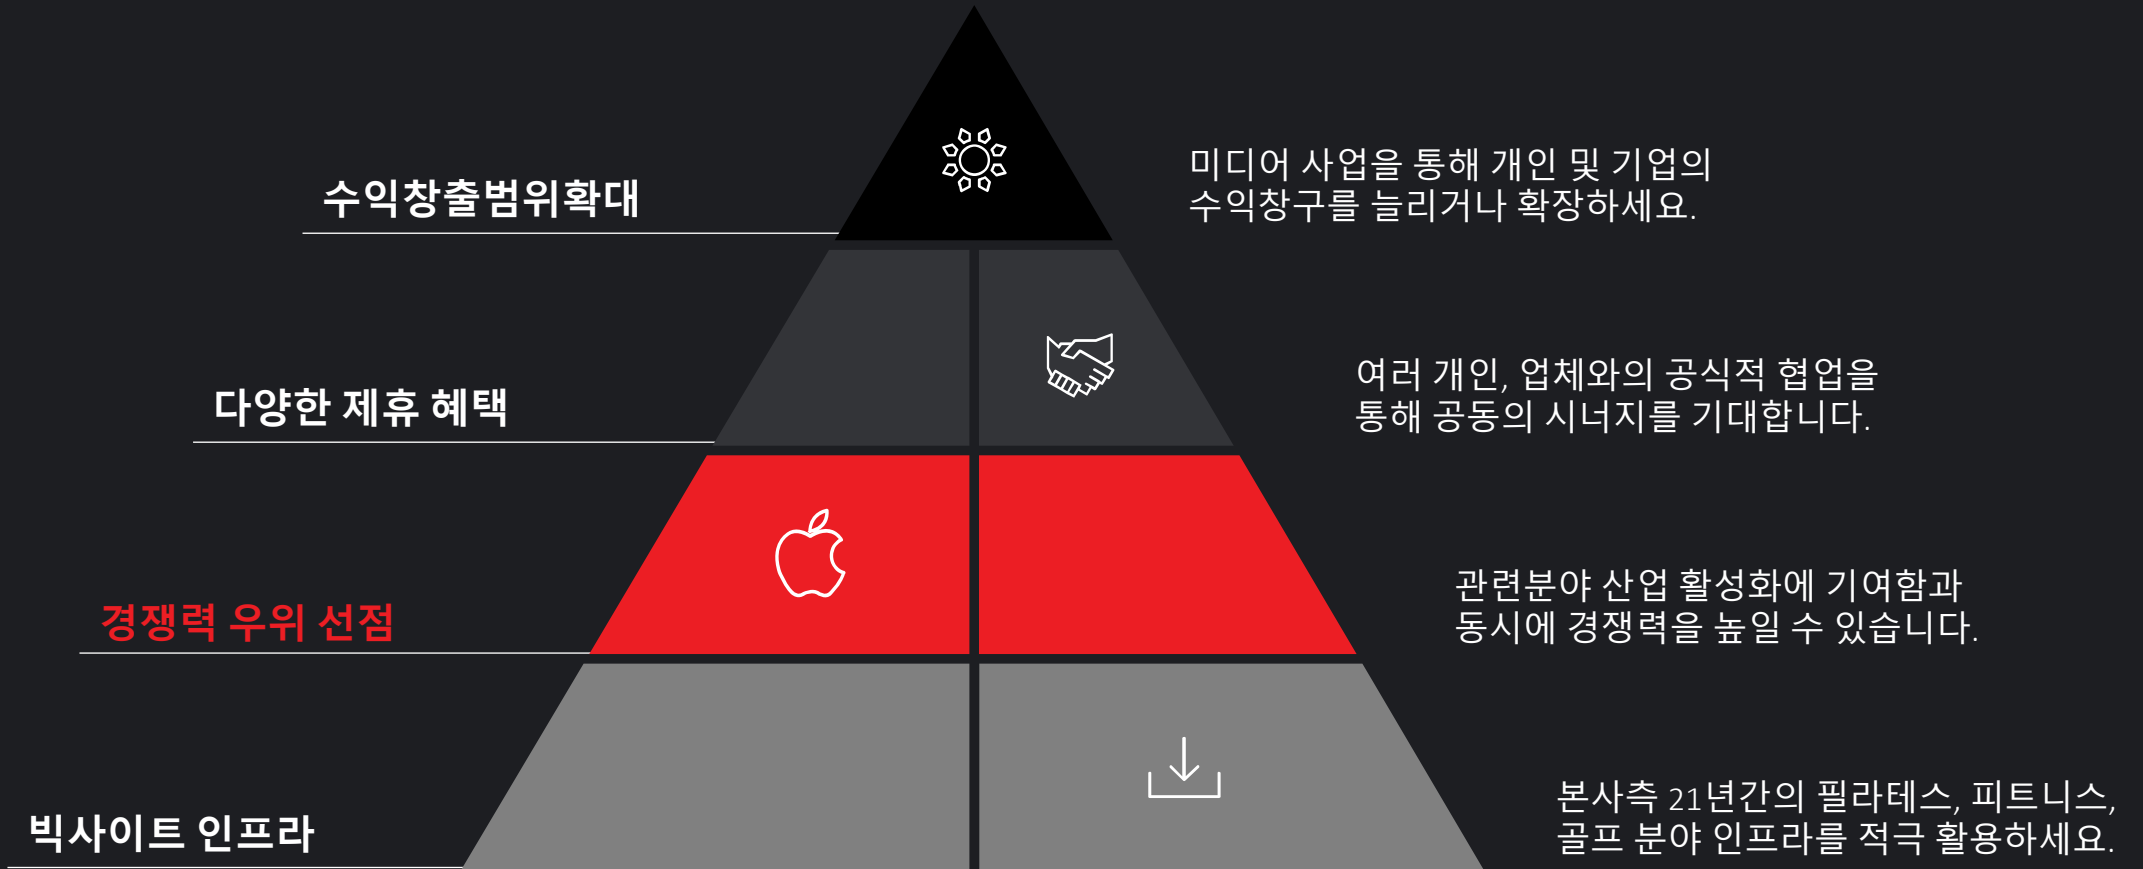 수익창출범위확대
미디어 사업을 통해 개인 및 기업의
수익창구를 늘리거나 확장하세요.
다양한 제휴 혜택
여러 개인, 업체와의 공식적 협업을
통해 공동의 시너지를 기대합니다.
경쟁력 우위 선점
관련분야 산업 활성화에 기여함과
동시에 경쟁력을 높일 수 있습니다.
빅사이트 인프라
본사측 21년간의 필라테스, 피트니스,
골프 분야 인프라를 적극 활용하세요.